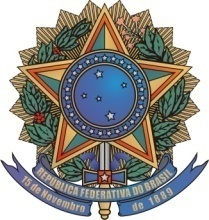 REPÚBLICA FEDERATIVA DO BRASIL
15 de Novembro de 1889